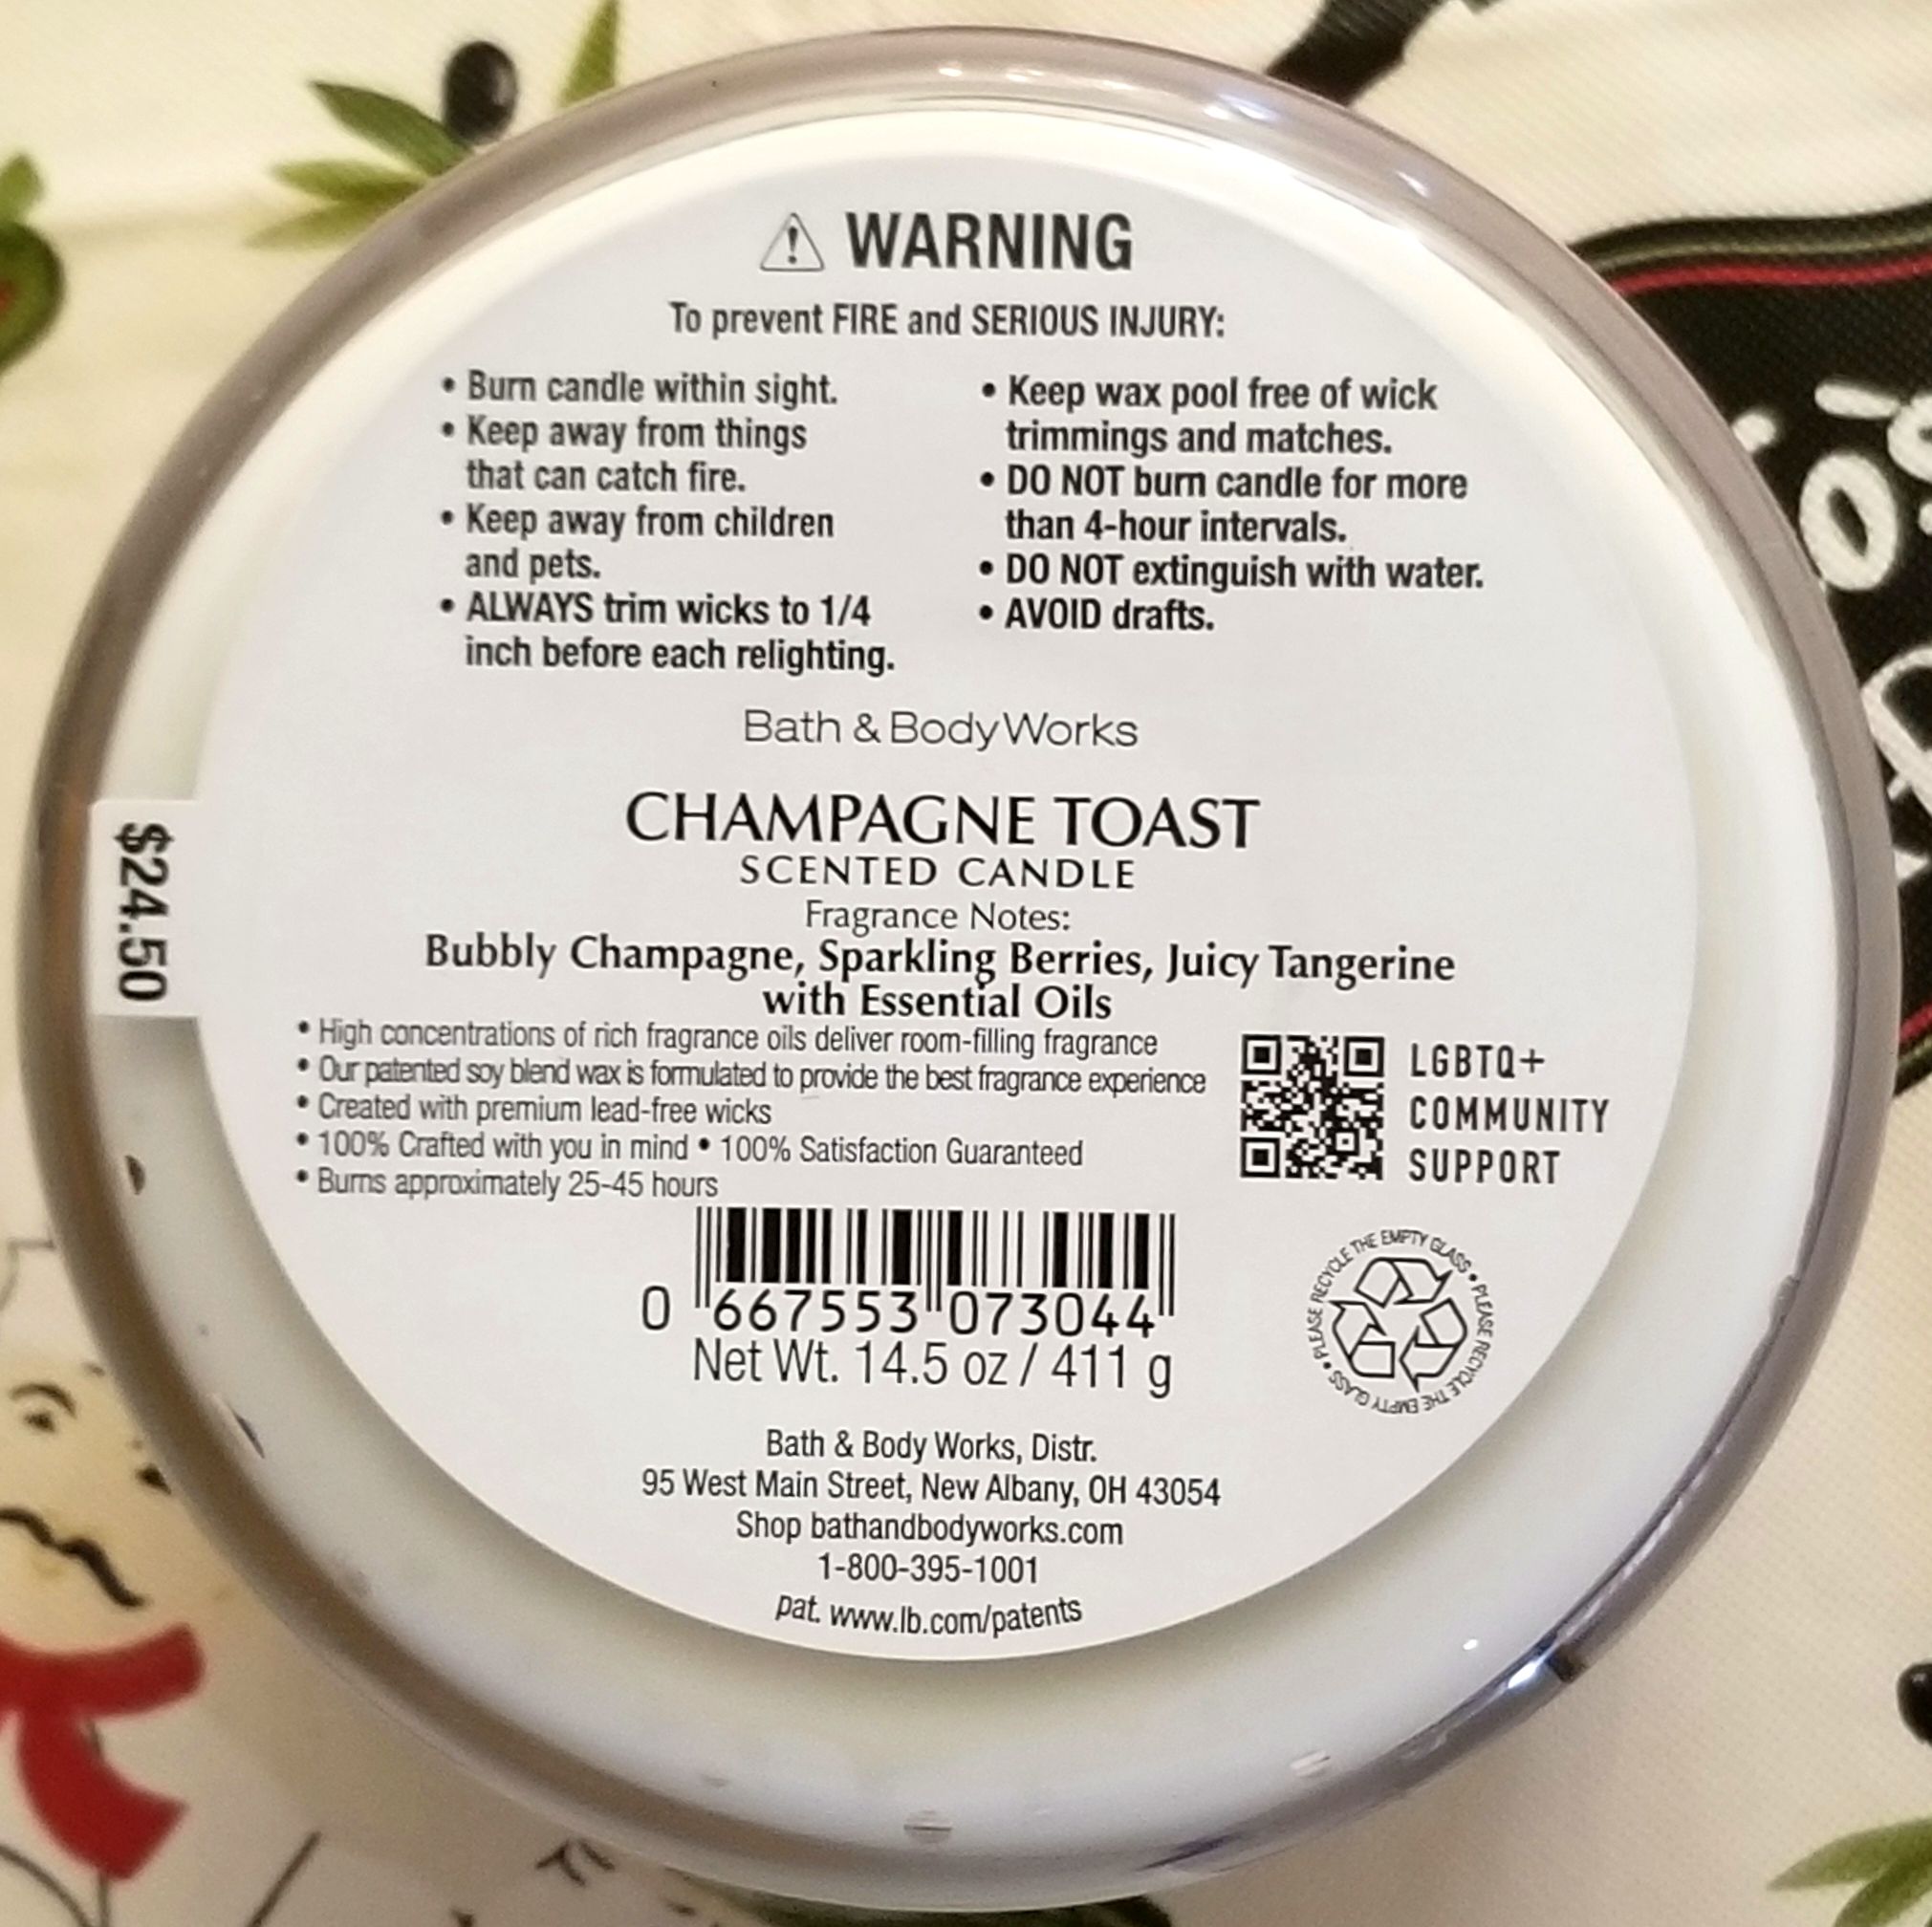 WARNING
To prevent FIRE and SERIOUS INJURY:
• Burn candle within sight.
• Keep away from things
that can catch fire.
• Keep away from children
and pets.
• ALWAYS trim wicks to 1/4
inch before each relighting.
• Keep wax pool free of wick
trimmings and matches.
• DO NOT burn candle for more
than 4-hour intervals.
• DO NOT extinguish with water.
• AVOID drafts.
Bath & Body Works
CHAMPAGNE TOAST
SCENTED CANDLE
Fragrance Notes:
Bubbly Champagne, Sparkling Berries, Juicy Tangerine
with Essential Oils
$24.50
• High concentrations of rich fragrance oils deliver room-filling fragrance
• Our patented soy blend wax is formulated to provide the best fragrance experience
• Created with premium lead-free wicks
• 100% Crafted with you in mind • 100% Satisfaction Guaranteed
• Burns approximately 25-45 hours
LGBTQ+
COMMUNITY
SUPPORT
0 667553 073044
Net Wt. 14.5 oz / 411 g
PLEASE RECYCLE THE EMPTY GLASS • PLEASE RECYCLE THE EMPTY GLASS •
Bath & Body Works, Distr.
95 West Main Street, New Albany, OH 43054
Shop bathandbodyworks.com
1-800-395-1001
pat. www.lb.com/patents